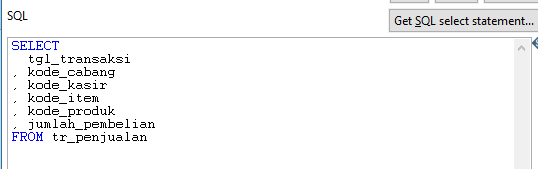 SQL
Get SQL select statement...
SELECT
  tgl_transaksi
, kode_cabang
, kode_kasir
, kode_item
, kode_produk
, jumlah_pembelian
FROM tr_penjualan